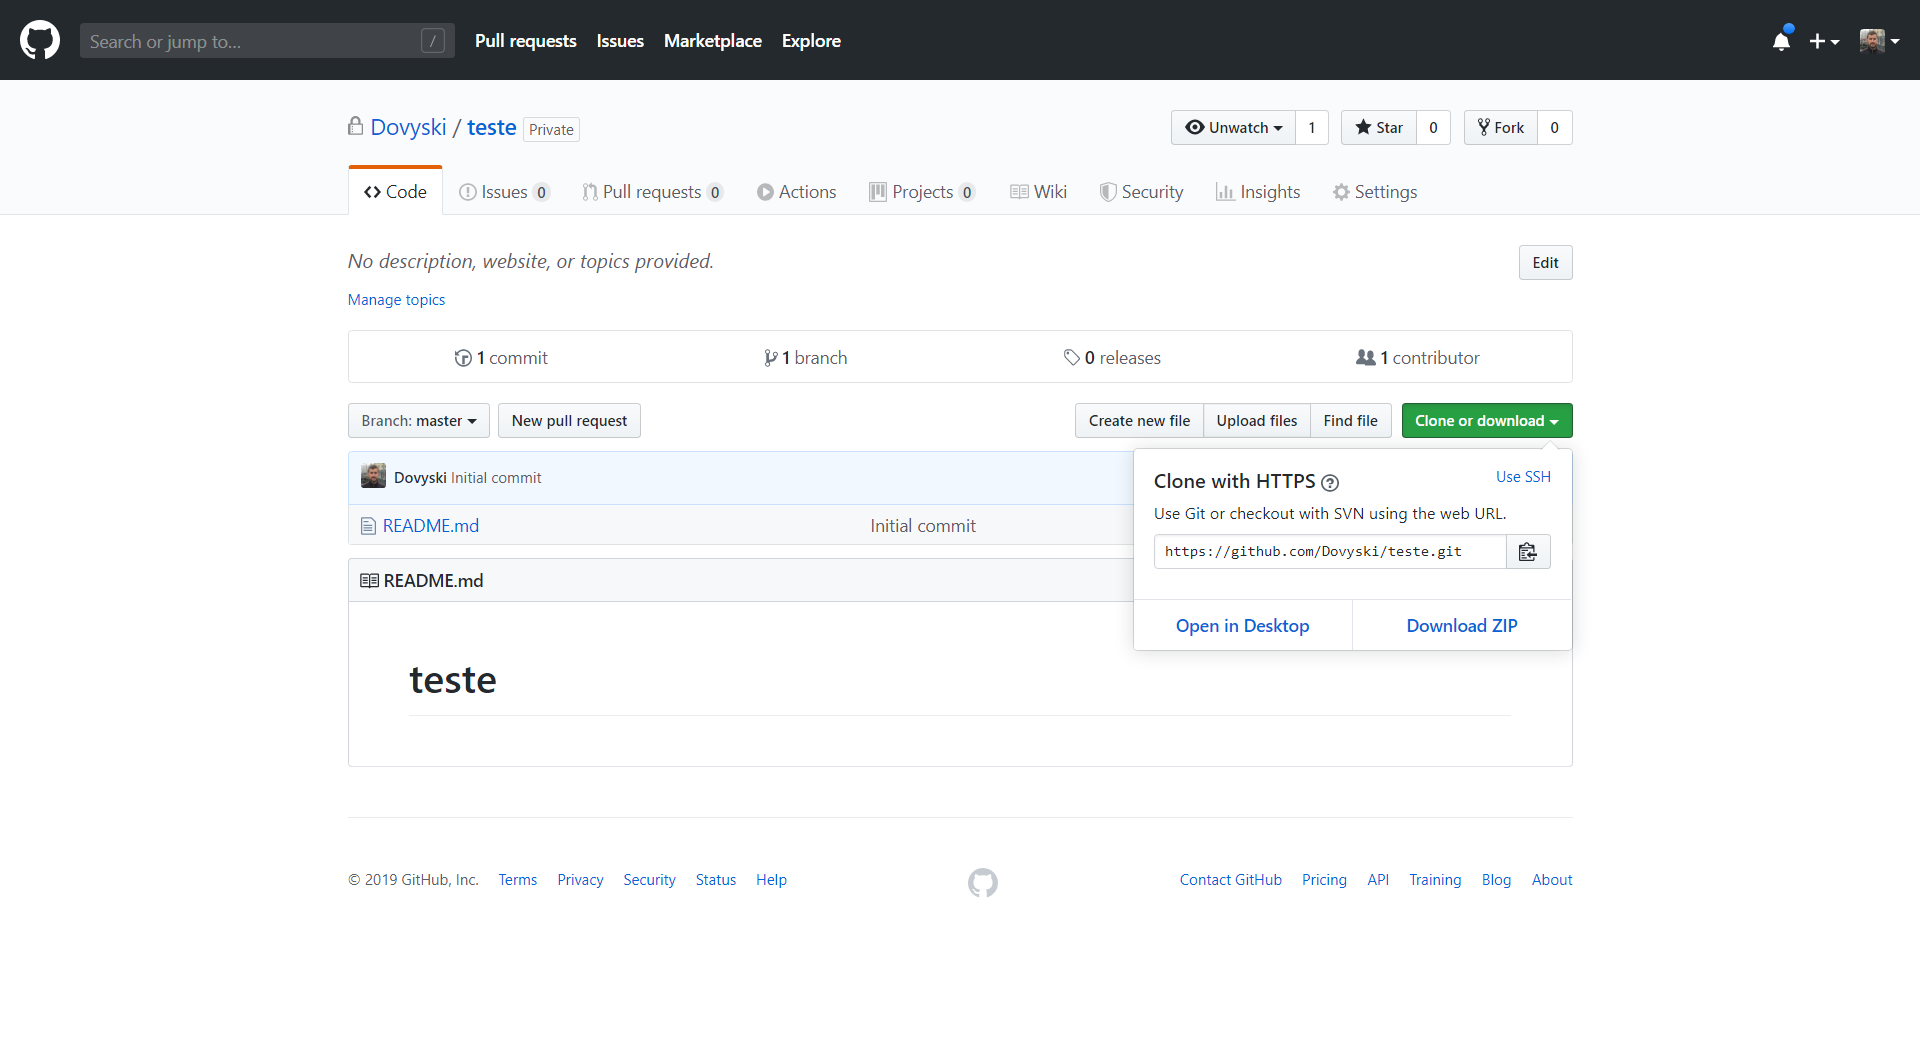 Search or jump to... /
Pull requests Issues Marketplace Explore
Dovyski / teste Private
Unwatch 1 Star 0 Fork 0
Code Issues 0 Pull requests 0 Actions Projects 0 Wiki Security Insights Settings
No description, website, or topics provided. Edit
Manage topics
1 commit 1 branch 0 releases 1 contributor
Branch: master New pull request Create new file Upload files Find file Clone or download
Dovyski Initial commit
README.md Initial commit
Clone with HTTPS ? Use SSH
Use Git or checkout with SVN using the web URL.
https://github.com/Dovyski/teste.git
Open in Desktop Download ZIP
README.md
teste
© 2019 GitHub, Inc. Terms Privacy Security Status Help Contact GitHub Pricing API Training Blog About